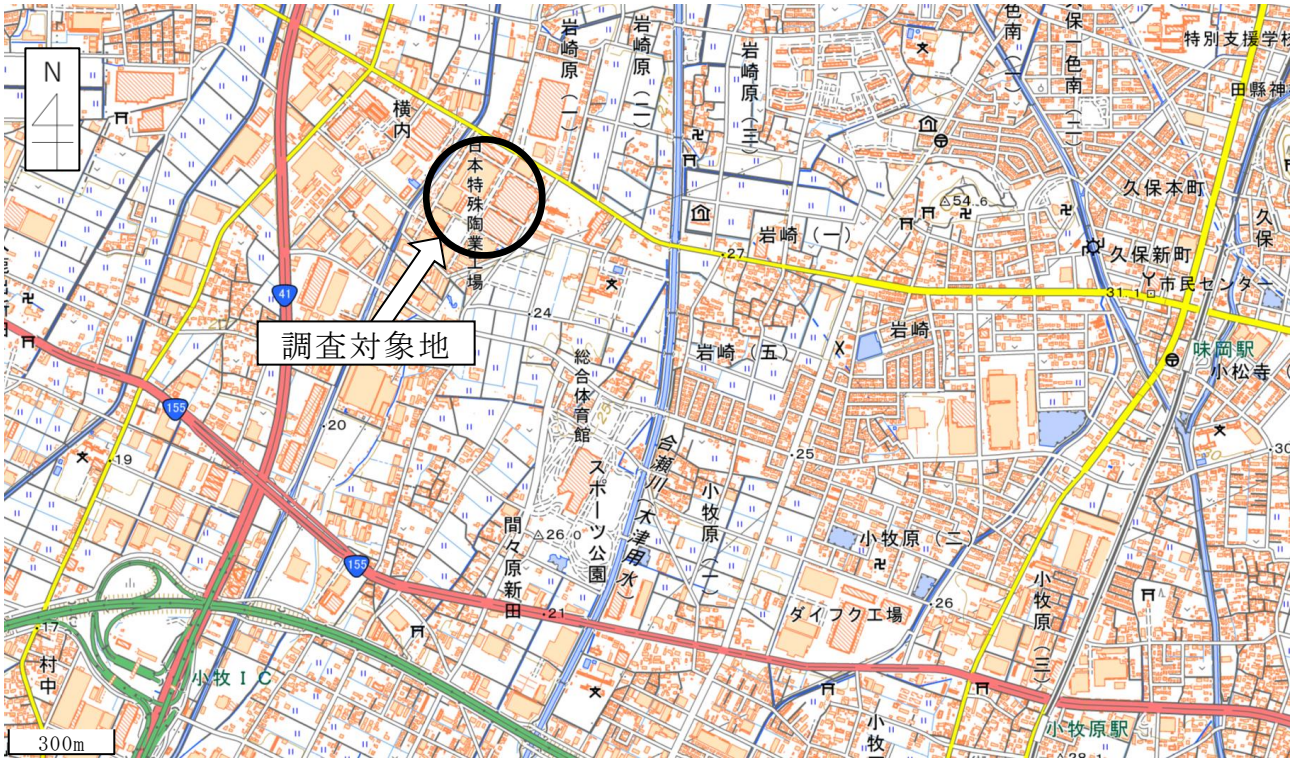 N
岩崎原(一)
岩崎原(二)
岩崎原(三)
色南(一)
久保一色南(二)
特別支援学校
田縣神
横内
日本特殊陶業工場
41
調査対象地
24
27
岩崎(一)
54.6
久保本町
久保
久保新町
市民センター
31.1
岩崎
岩崎(五)
味岡駅
小松寺
総合体育館
23
スポーツ公園
合瀬川(木津用水)
155
19
20
25
30
26.0
間々原新田
小牧原(一)
小牧原(二)
小牧原(三)
155
21
26
ダイフク工場
17
村中
小牧IC
小牧原駅
300m